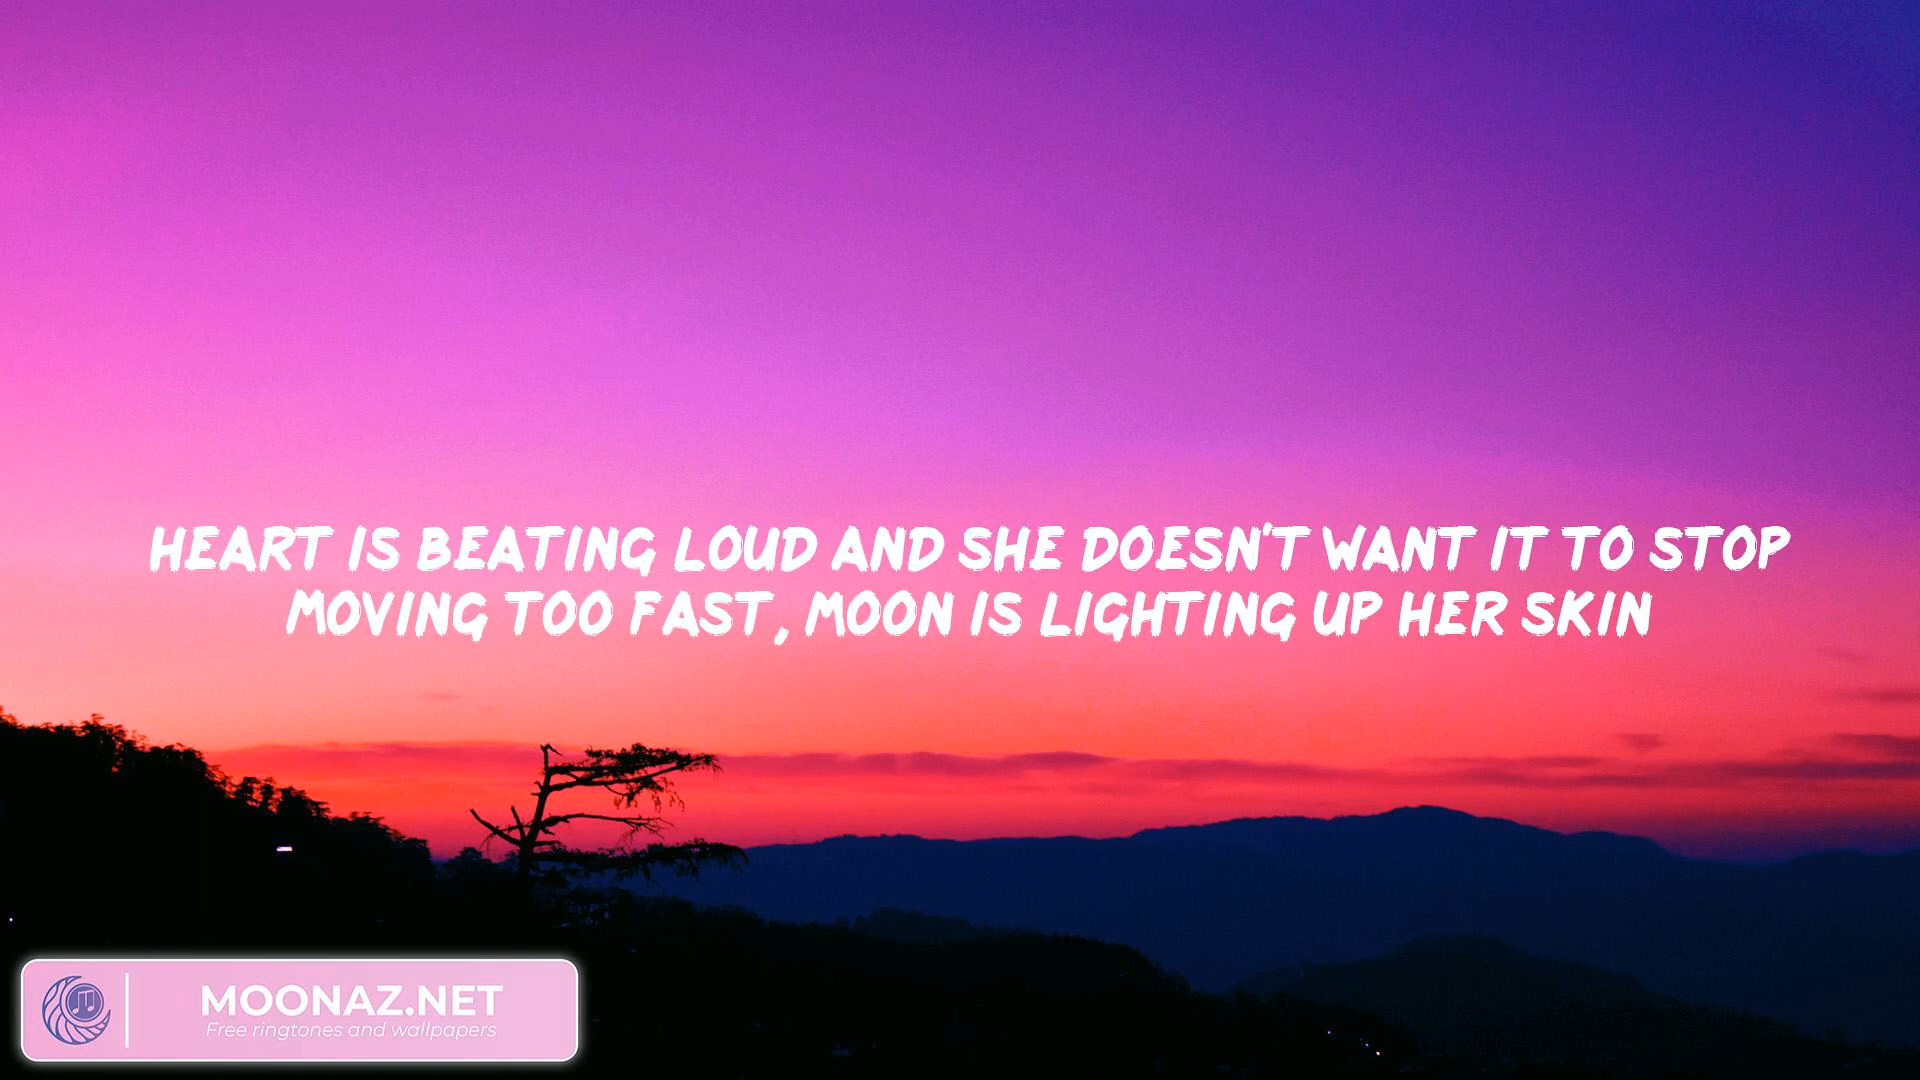 HEART IS BEATING LOUD AND SHE DOESN'T WANT IT TO STOP
MOVING TOO FAST, MOON IS LIGHTING UP HER SKIN
MOONAZ.NET
Free ringtones and wallpapers